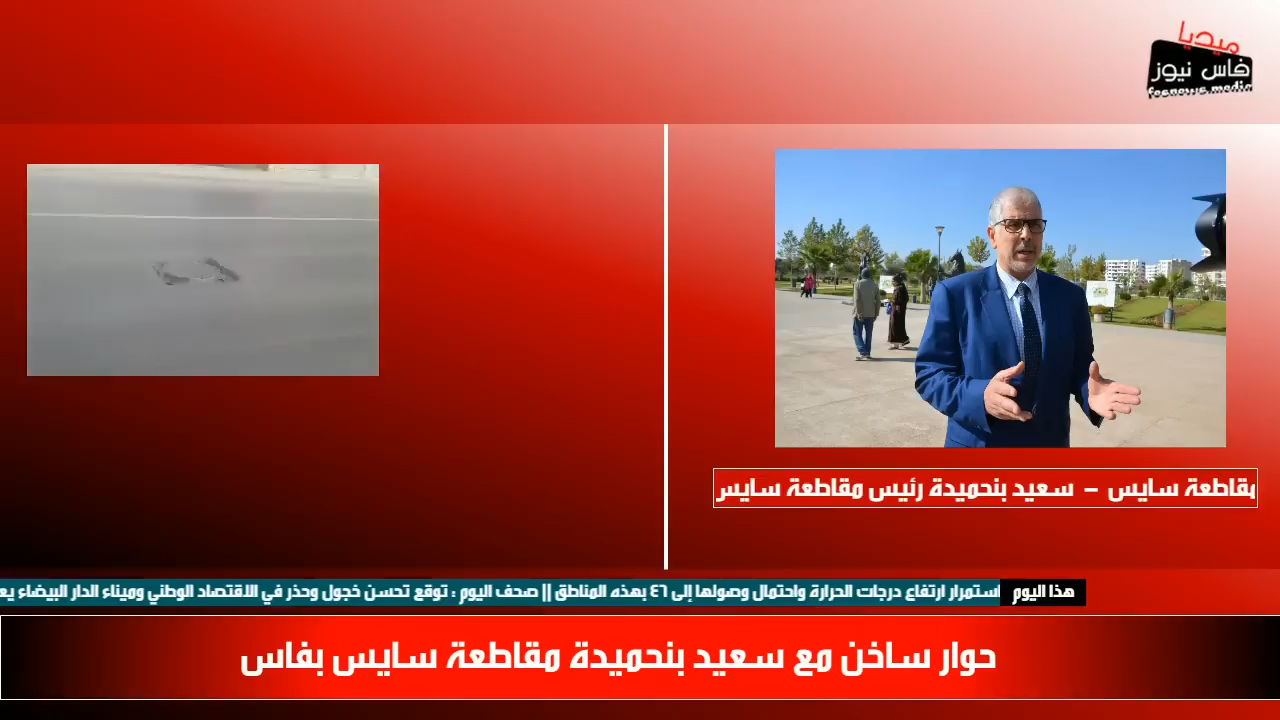 ميديا
فاس نيوز
fesnews.media
مقاطعة سايس - سعيد بنحميدة رئيس مقاطعة سايس
هذا اليوم
استمرار ارتفاع درجات الحرارة واحتمال وصولها إلى ٤٦ بهذه المناطق || صحف اليوم : توقع تحسن خجول وحذر في الاقتصاد الوطني وميناء الدار البيضاء
حوار ساخن مع سعيد بنحميدة مقاطعة سايس بفاس